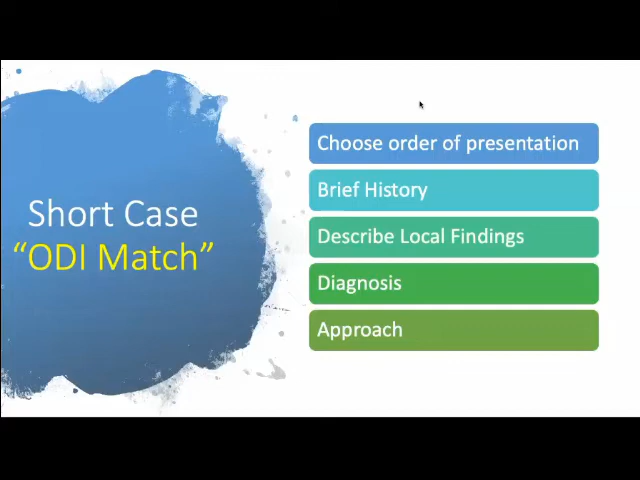 Short Case
“ODI Match”
Choose order of presentation
Brief History
Describe Local Findings
Diagnosis
Approach